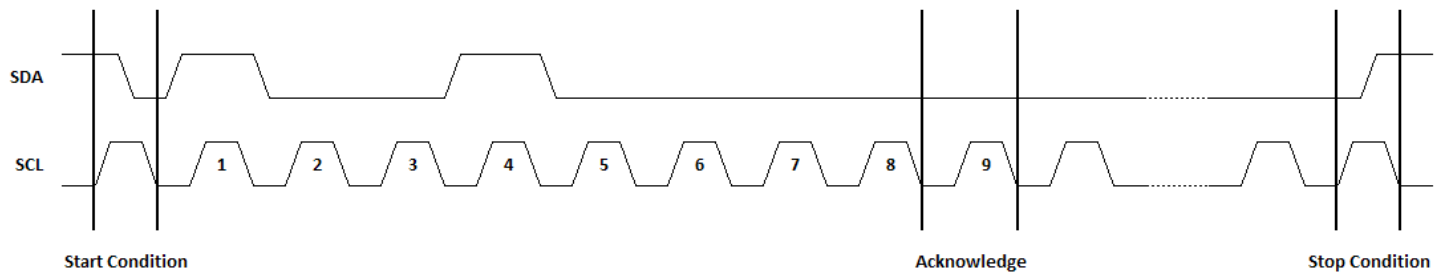 SDA
SCL 1 2 3 4 5 6 7 8 9
Start Condition Acknowledge Stop Condition